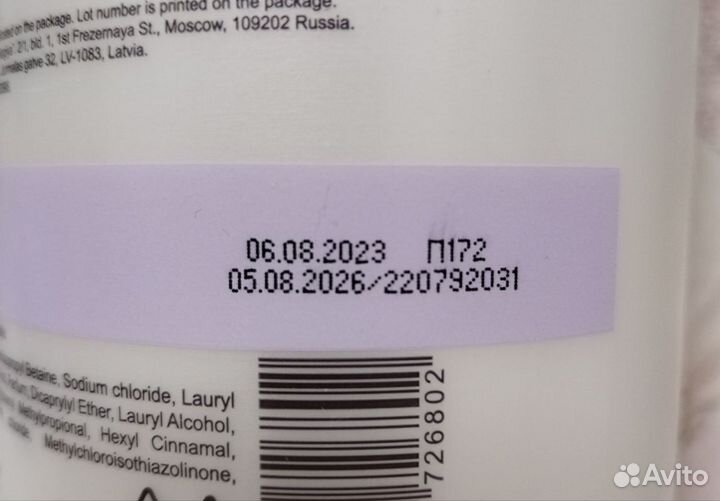 on the package. Lot number is printed on the package.
21, bld. 1, 1st Frezernaya St., Moscow, 109202 Russia.
gatve 32, LV-1083, Latvia.
06.08.2023 П172
05.08.2026/220792031
Betaine, Sodium chloride, Lauryl
Dicaprylyl Ether, Lauryl Alcohol,
Methylpropional, Hexyl Cinnamal,
Methylchloroisothiazolinone,
726802
Avito